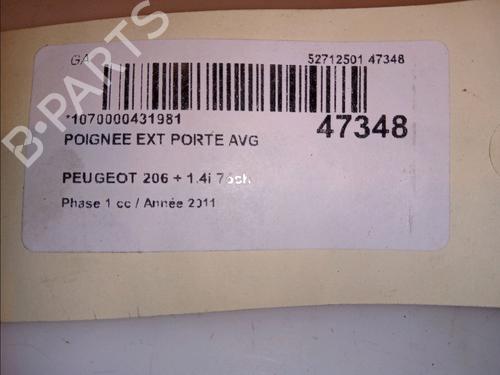 GA 52712501 47348
*1070000431981 47348
POIGNEE EXT PORTE AVG
PEUGEOT 206 + 1.4i
Phase 1 cc / Année 2011
B-PARTS